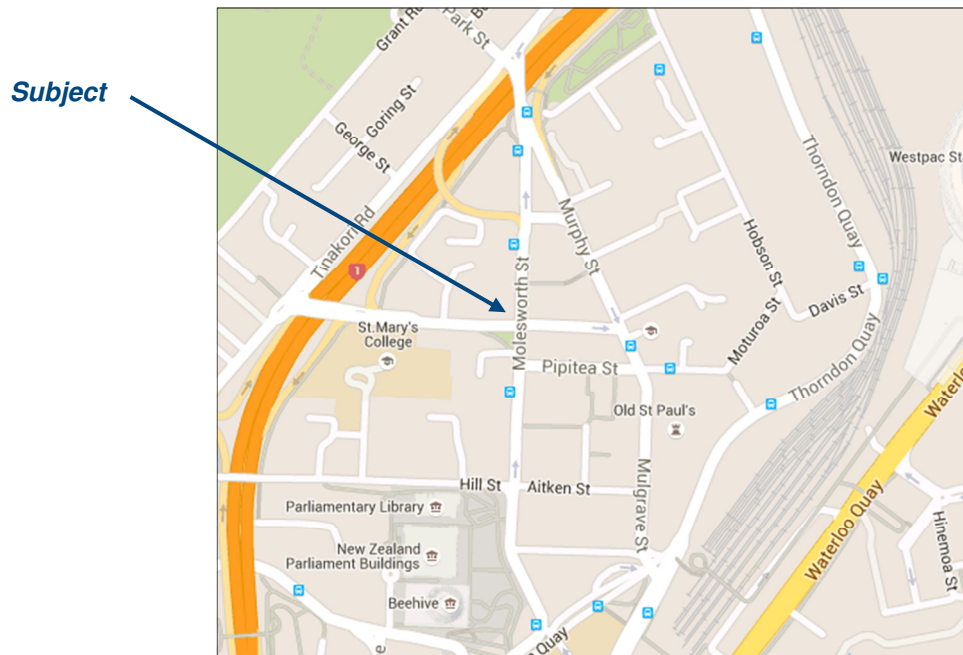 Subject
Grant Rd
Park St
Goring St
George St
Tinakori Rd
1
Molesworth St
Murphy St
Hobson St
Thorndon Quay
Westpac St
Davis St
Moturoa St
Thorndon Quay
St.Mary's
College
Pipitea St
Old St Paul's
Waterloo
Hill St
Aitken St
Mulgrave St
Parliamentary Library
New Zealand
Parliament Buildings
Beehive
Waterloo Quay
Hinemoa St
Quay